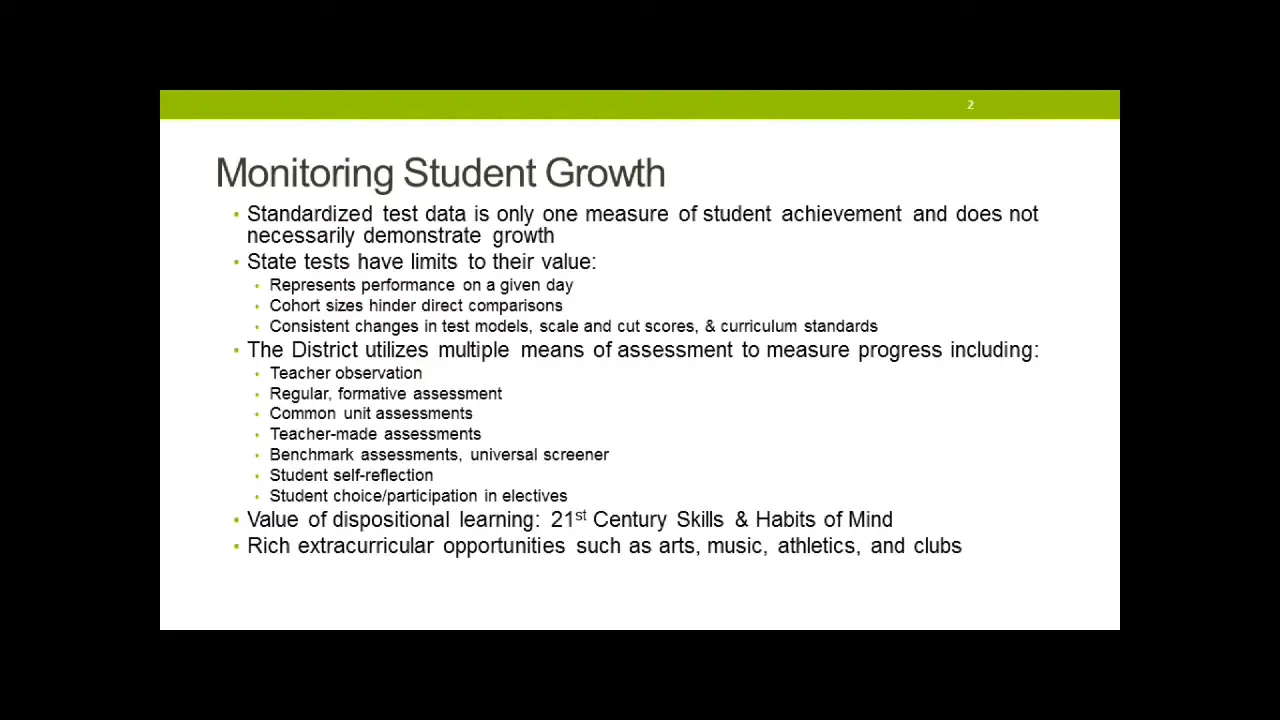 2
Monitoring Student Growth
• Standardized test data is only one measure of student achievement and does not
necessarily demonstrate growth
• State tests have limits to their value:
• Represents performance on a given day
• Cohort sizes hinder direct comparisons
• Consistent changes in test models, scale and cut scores, & curriculum standards
• The District utilizes multiple means of assessment to measure progress including:
• Teacher observation
• Regular, formative assessment
• Common unit assessments
• Teacher-made assessments
• Benchmark assessments, universal screener
• Student self-reflection
• Student choice/participation in electives
• Value of dispositional learning: 21st Century Skills & Habits of Mind
• Rich extracurricular opportunities such as arts, music, athletics, and clubs